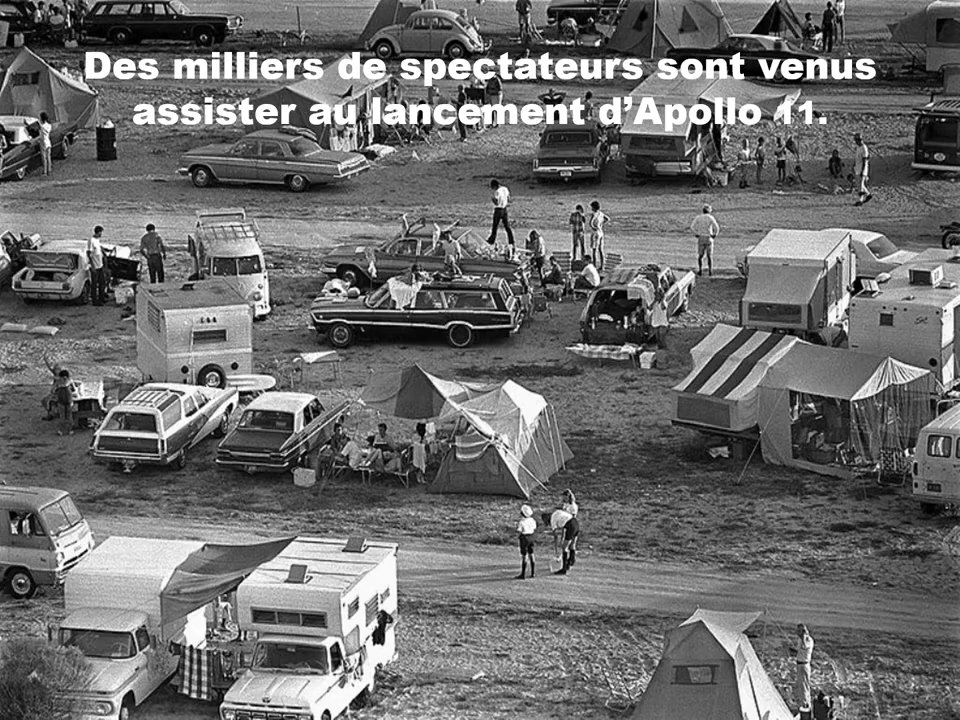 Des milliers de spectateurs sont venus
assister au lancement d’Apollo 11.